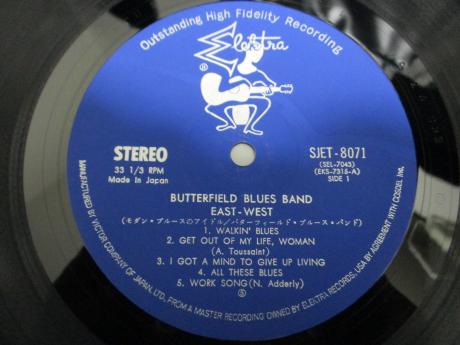 Outstanding High Fidelity Recording
Elektra
®
STEREO
33 1/3 RPM
Made In Japan
SJET-8071
(SEL-7043)
(EKS-7315-A)
SIDE 1
BUTTERFIELD BLUES BAND
EAST-WEST
(モダン・ブルースのアイドル/バターフィールド・ブルース・バンド)
1. WALKIN' BLUES
2. GET OUT OF MY LIFE, WOMAN
(A. Toussaint)
3. I GOT A MIND TO GIVE UP LIVING
4. ALL THESE BLUES
5. WORK SONG (N. Adderly)
MANUFACTURED BY VICTOR COMPANY OF JAPAN, LTD, FROM A MASTER RECORDING OWNED BY ELEKTRA RECORDS, USA BY AGREEMENT WITH COSDEL Inc.